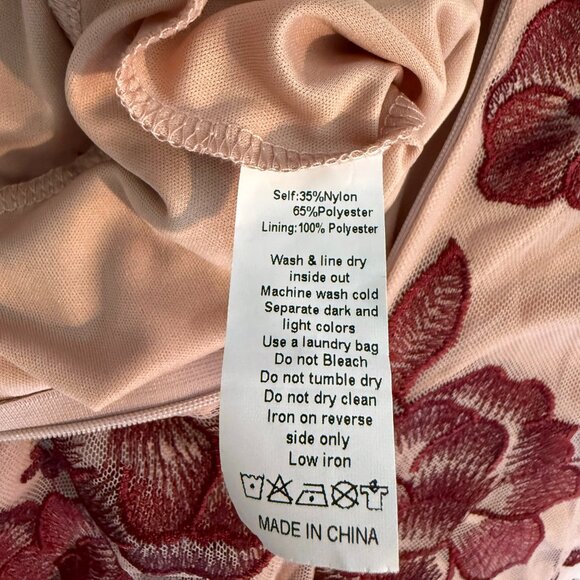 Self:35%Nylon
65%Polyester
Lining:100% Polyester
Wash & line dry
inside out
Machine wash cold
Separate dark and
light colors
Use a laundry bag
Do not Bleach
Do not tumble dry
Do not dry clean
Iron on reverse
side only
Low iron
MADE IN CHINA